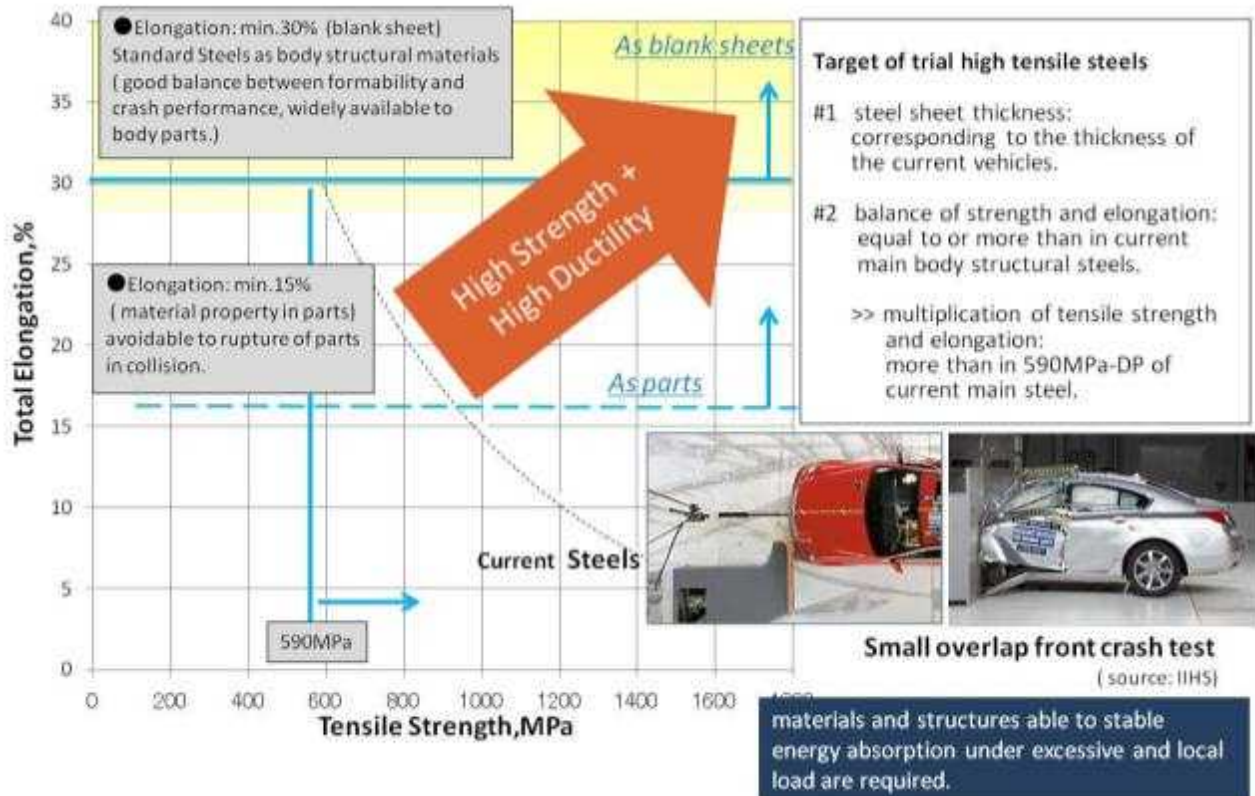 40
35
30
25
20
15
10
5
0
Total Elongation,%
●Elongation: min.30% (blank sheet)
Standard Steels as body structural materials
( good balance between formability and
crash performance, widely available to
body parts.)
As blank sheets
High Strength +
High Ductility
●Elongation: min.15%
( material property in parts)
avoidable to rupture of parts
in collision.
As parts
Current Steels
590MPa
0 200 400 600 800 1000 1200 1400 1600
Tensile Strength,MPa
Target of trial high tensile steels
#1 steel sheet thickness:
corresponding to the thickness of
the current vehicles.
#2 balance of strength and elongation:
equal to or more than in current
main body structural steels.
>> multiplication of tensile strength
and elongation:
more than in 590MPa-DP of
current main steel.
Small overlap front crash test
( source: IIHS)
materials and structures able to stable
energy absorption under excessive and local
load are required.